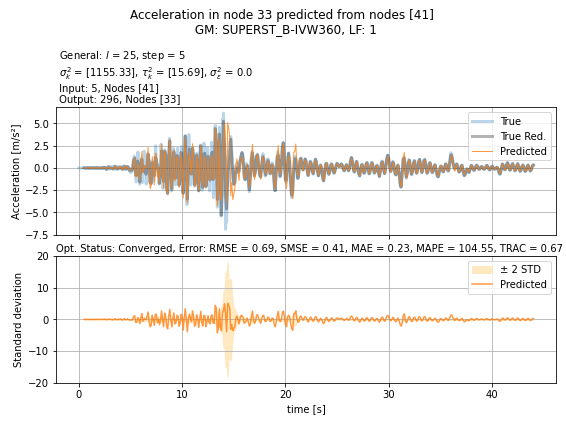 Acceleration in node 33 predicted from nodes [41]
GM: SUPERST_B-IVW360, LF: 1
General: l = 25, step = 5
σ²ₖ = [1155.33], τ²ₖ = [15.69], σ²ε = 0.0
Input: 5, Nodes [41]
Output: 296, Nodes [33]
Acceleration [m/s²]
5.0
2.5
0.0
−2.5
−5.0
−7.5
True
True Red.
Predicted
Opt. Status: Converged, Error: RMSE = 0.69, SMSE = 0.41, MAE = 0.23, MAPE = 104.55, TRAC = 0.67
Standard deviation
20
10
0
−10
−20
± 2 STD
Predicted
0
10
20
30
40
time [s]